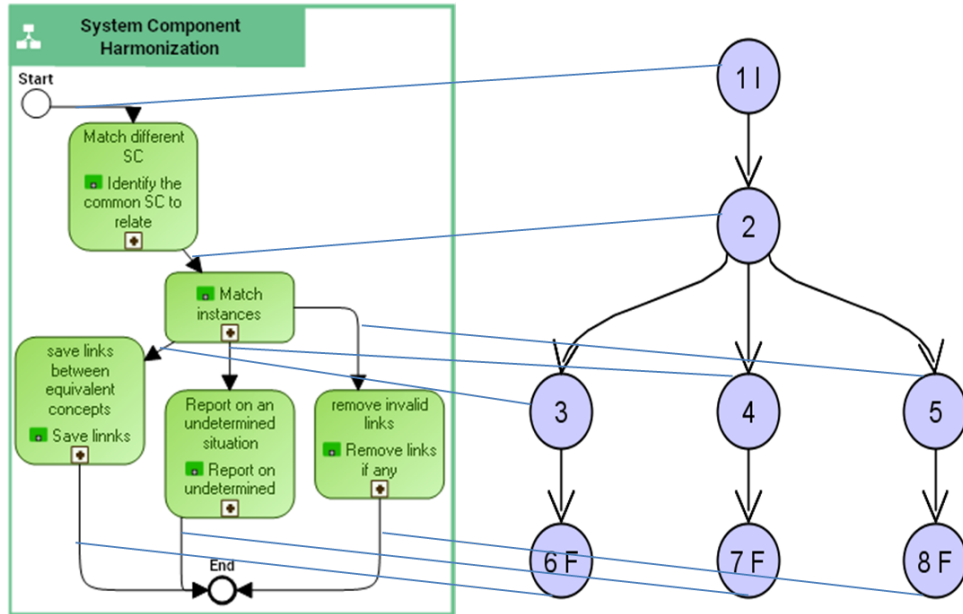 System Component
Harmonization
Start
Match different
SC
Identify the
common SC to
relate
Match
instances
save links
between
equivalent
concepts
Save linnks
Report on an
undetermined
situation
Report on
undetermined
remove invalid
links
Remove links
if any
End
1 I
2
3
4
5
6 F
7 F
8 F